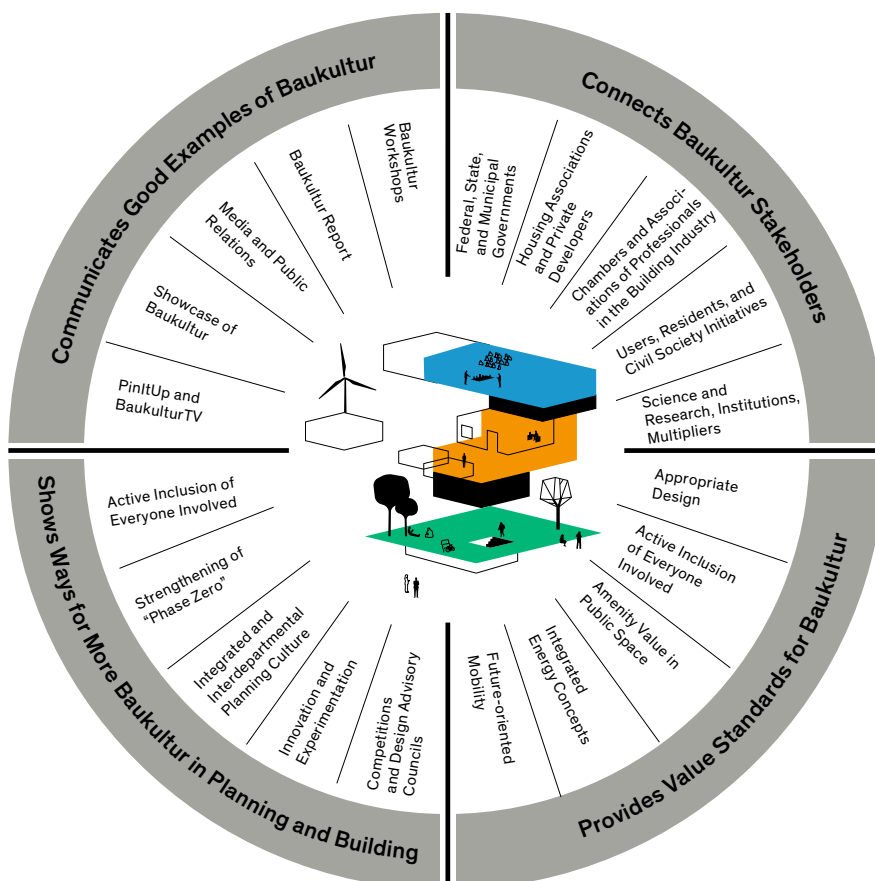 Communicates Good Examples of Baukultur
Baukultur
Workshops
Baukultur Report
Media and Public
Relations
Showcase of
Baukultur
PinItUp and
BaukulturTV
Connects Baukultur Stakeholders
Federal, State,
and Municipal
Governments
Housing Associations
and Private
Developers
Chambers and Associ-
ations of Professionals
in the Building Industry
Users, Residents, and
Civil Society Initiatives
Science and
Research, Institutions,
Multipliers
Shows Ways for More Baukultur in Planning and Building
Active Inclusion of
Everyone Involved
Strengthening of
“Phase Zero”
Integrated and
Interdepartmental
Planning Culture
Innovation and
Experimentation
Competitions
and Design Advisory
Councils
Provides Value Standards for Baukultur
Appropriate
Design
Active Inclusion
of Everyone
Involved
Amenity Value in
Public Space
Integrated
Energy Concepts
Future-oriented
Mobility